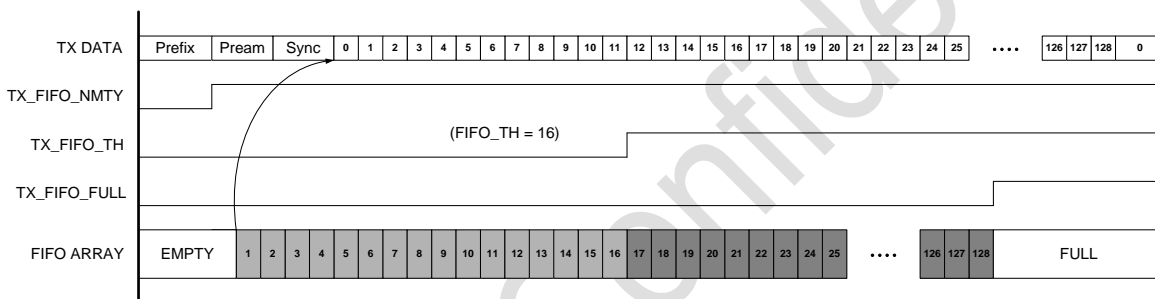 TX DATA Prefix Pream Sync 0 1 2 3 4 5 6 7 8 9 10 11 12 13 14 15 16 17 18 19 20 21 22 23 24 25 .... 126 127 128 0
TX_FIFO_NMTY
TX_FIFO_TH (FIFO_TH = 16)
TX_FIFO_FULL
FIFO ARRAY EMPTY 1 2 3 4 5 6 7 8 9 10 11 12 13 14 15 16 17 18 19 20 21 22 23 24 25 .... 126 127 128 FULL